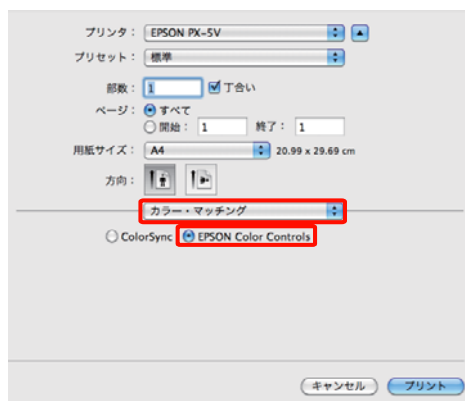 プリンタ： EPSON PX-5V
プリセット： 標準
部数： 1 丁合い
ページ： すべて
開始： 1 終了： 1
用紙サイズ： A4 20.99 x 29.69 cm
方向：
カラー・マッチング
ColorSync EPSON Color Controls
キャンセル プリント